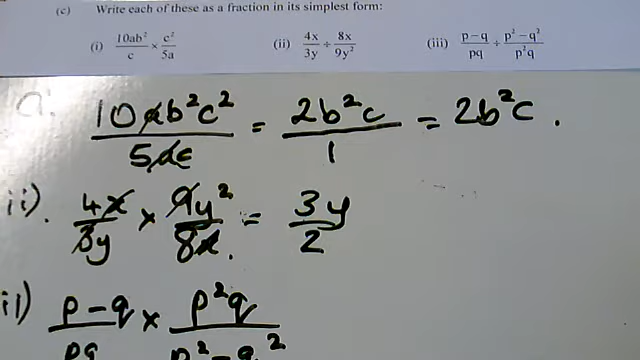 (c) Write each of these as a fraction in its simplest form:
(i) 10ab²/c × c²/5a (ii) 4x/3y ÷ 8x/9y² (iii) p−q/pq ÷ p²−q²/p²q
10ab²c²/5ac = 2b²c/1 = 2b²c.
ii). 4x/3y × 9y²/8x. = 3y/2
ii) p−q/pq × p²q/p²−q²